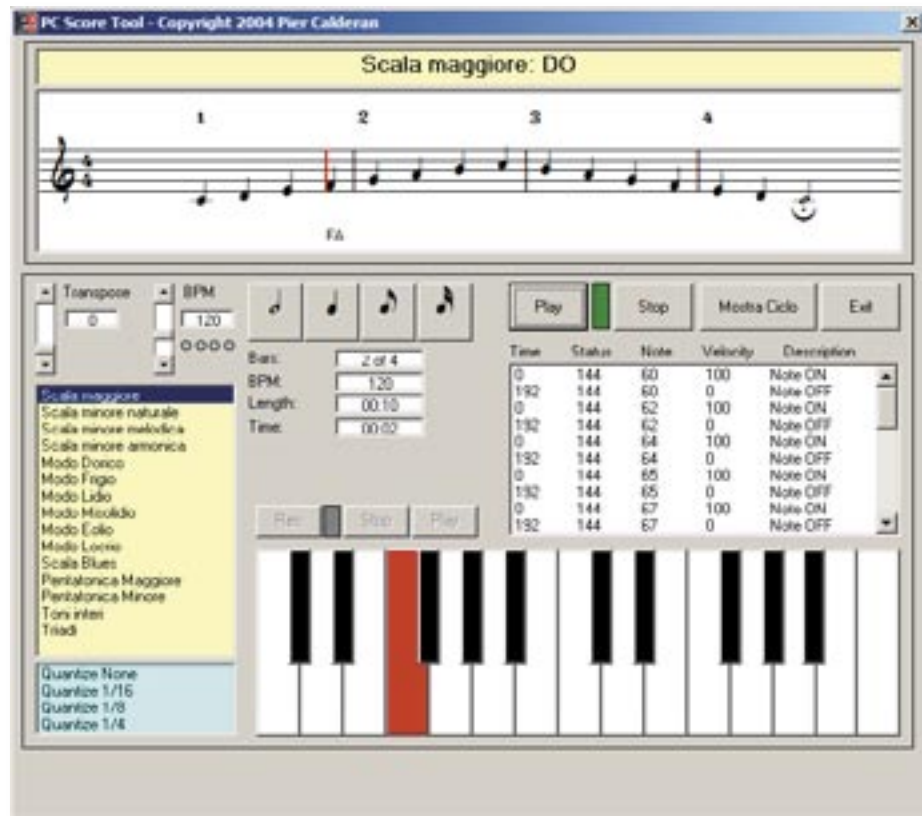 PC Score Tool - Copyright 2004 Pier Calderan
Scala maggiore: DO
1 2 3 4
4
4
FA
Transpose
0
BPM
120
Bars: 2 of 4
BPM: 120
Length: 00:10
Time: 00:02
Play Stop Mostra Ciclo Exit
Time Status Note Velocity Description
0 144 60 100 Note ON
192 144 60 0 Note OFF
0 144 62 100 Note ON
192 144 62 0 Note OFF
0 144 64 100 Note ON
192 144 64 0 Note OFF
0 144 65 100 Note ON
192 144 65 0 Note OFF
0 144 67 100 Note ON
192 144 67 0 Note OFF
Scala maggiore
Scala minore naturale
Scala minore melodica
Scala minore armonica
Modo Dorico
Modo Frigio
Modo Lidio
Modo Misolidio
Modo Eolio
Modo Locrio
Scala Blues
Pentatonica Maggiore
Pentatonica Minore
Toni interi
Triadi
Rec Stop Play
Quantize None
Quantize 1/16
Quantize 1/8
Quantize 1/4